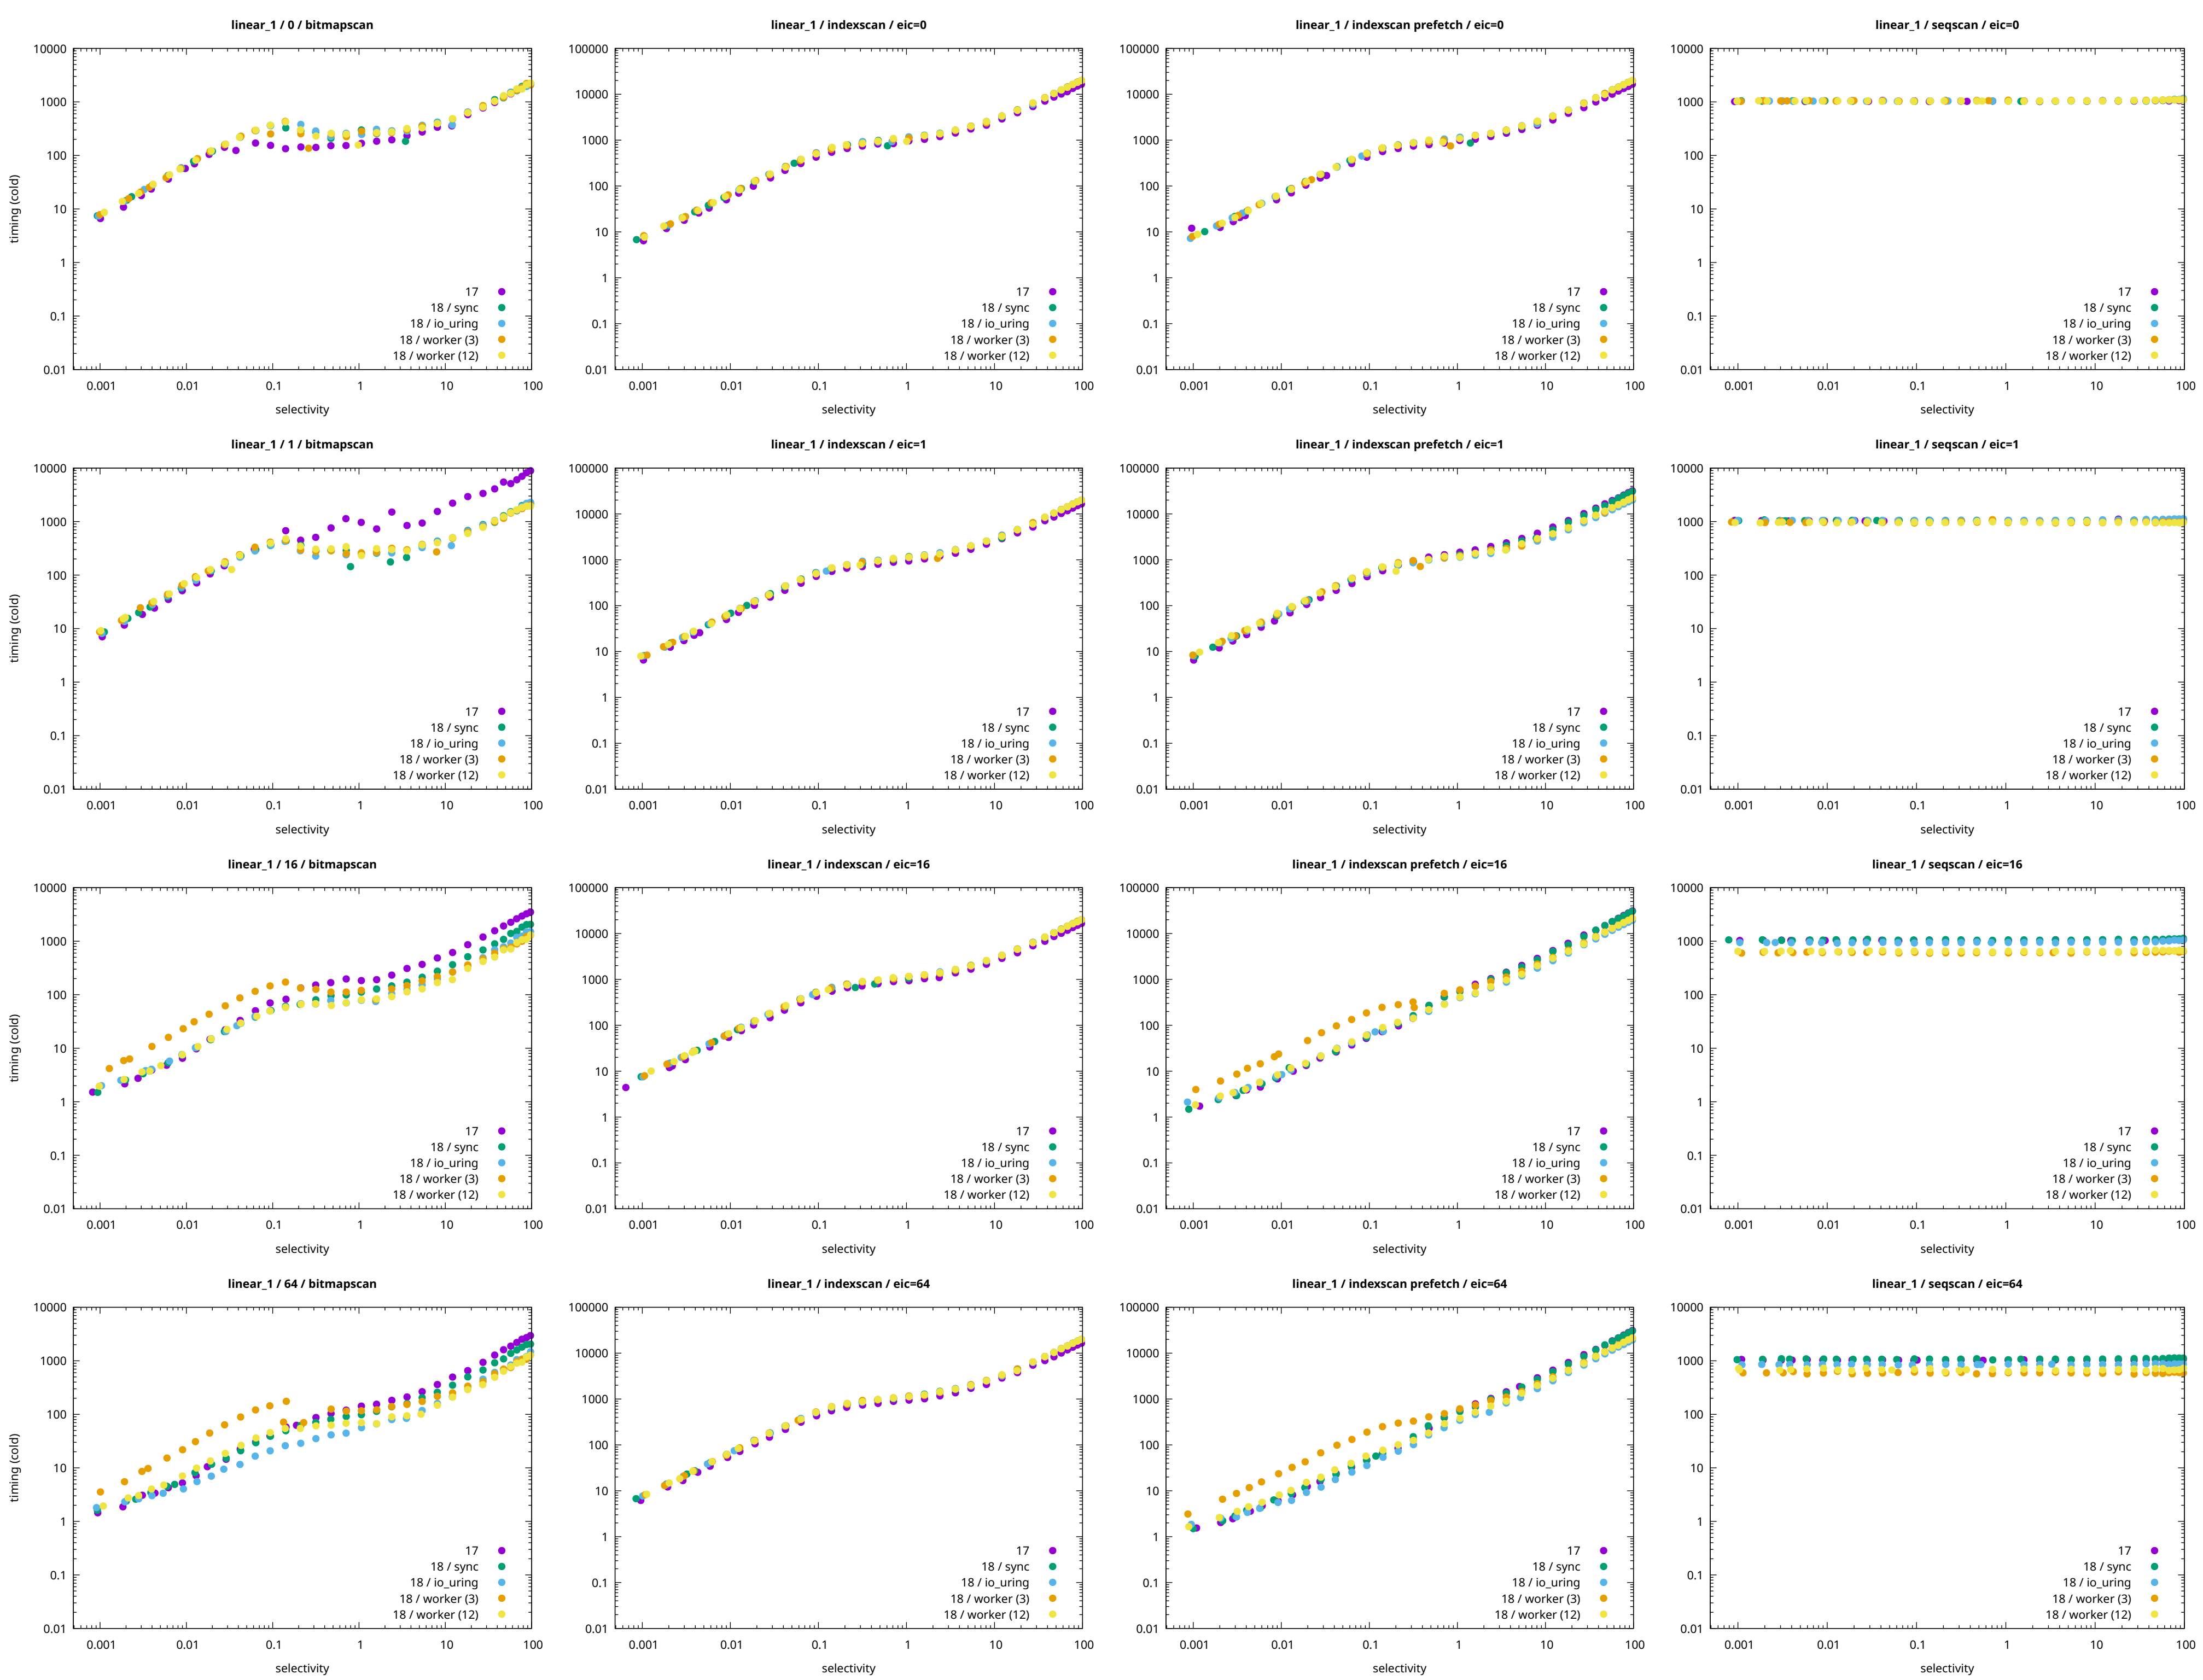 linear_1 / 0 / bitmapscan
timing (cold)
10000
1000
100
10
1
0.1
0.01
17
18 / sync
18 / io_uring
18 / worker (3)
18 / worker (12)
0.001 0.01 0.1 1 10 100
selectivity
linear_1 / indexscan / eic=0
100000
10000
1000
100
10
1
0.1
0.01
17
18 / sync
18 / io_uring
18 / worker (3)
18 / worker (12)
0.001 0.01 0.1 1 10 100
selectivity
linear_1 / indexscan prefetch / eic=0
100000
10000
1000
100
10
1
0.1
0.01
17
18 / sync
18 / io_uring
18 / worker (3)
18 / worker (12)
0.001 0.01 0.1 1 10 100
selectivity
linear_1 / seqscan / eic=0
10000
1000
100
10
1
0.1
0.01
17
18 / sync
18 / io_uring
18 / worker (3)
18 / worker (12)
0.001 0.01 0.1 1 10 100
selectivity
linear_1 / 1 / bitmapscan
timing (cold)
10000
1000
100
10
1
0.1
0.01
17
18 / sync
18 / io_uring
18 / worker (3)
18 / worker (12)
0.001 0.01 0.1 1 10 100
selectivity
linear_1 / indexscan / eic=1
100000
10000
1000
100
10
1
0.1
0.01
17
18 / sync
18 / io_uring
18 / worker (3)
18 / worker (12)
0.001 0.01 0.1 1 10 100
selectivity
linear_1 / indexscan prefetch / eic=1
100000
10000
1000
100
10
1
0.1
0.01
17
18 / sync
18 / io_uring
18 / worker (3)
18 / worker (12)
0.001 0.01 0.1 1 10 100
selectivity
linear_1 / seqscan / eic=1
10000
1000
100
10
1
0.1
0.01
17
18 / sync
18 / io_uring
18 / worker (3)
18 / worker (12)
0.001 0.01 0.1 1 10 100
selectivity
linear_1 / 16 / bitmapscan
timing (cold)
10000
1000
100
10
1
0.1
0.01
17
18 / sync
18 / io_uring
18 / worker (3)
18 / worker (12)
0.001 0.01 0.1 1 10 100
selectivity
linear_1 / indexscan / eic=16
100000
10000
1000
100
10
1
0.1
0.01
17
18 / sync
18 / io_uring
18 / worker (3)
18 / worker (12)
0.001 0.01 0.1 1 10 100
selectivity
linear_1 / indexscan prefetch / eic=16
100000
10000
1000
100
10
1
0.1
0.01
17
18 / sync
18 / io_uring
18 / worker (3)
18 / worker (12)
0.001 0.01 0.1 1 10 100
selectivity
linear_1 / seqscan / eic=16
10000
1000
100
10
1
0.1
0.01
17
18 / sync
18 / io_uring
18 / worker (3)
18 / worker (12)
0.001 0.01 0.1 1 10 100
selectivity
linear_1 / 64 / bitmapscan
timing (cold)
10000
1000
100
10
1
0.1
0.01
17
18 / sync
18 / io_uring
18 / worker (3)
18 / worker (12)
0.001 0.01 0.1 1 10 100
selectivity
linear_1 / indexscan / eic=64
100000
10000
1000
100
10
1
0.1
0.01
17
18 / sync
18 / io_uring
18 / worker (3)
18 / worker (12)
0.001 0.01 0.1 1 10 100
selectivity
linear_1 / indexscan prefetch / eic=64
100000
10000
1000
100
10
1
0.1
0.01
17
18 / sync
18 / io_uring
18 / worker (3)
18 / worker (12)
0.001 0.01 0.1 1 10 100
selectivity
linear_1 / seqscan / eic=64
10000
1000
100
10
1
0.1
0.01
17
18 / sync
18 / io_uring
18 / worker (3)
18 / worker (12)
0.001 0.01 0.1 1 10 100
selectivity